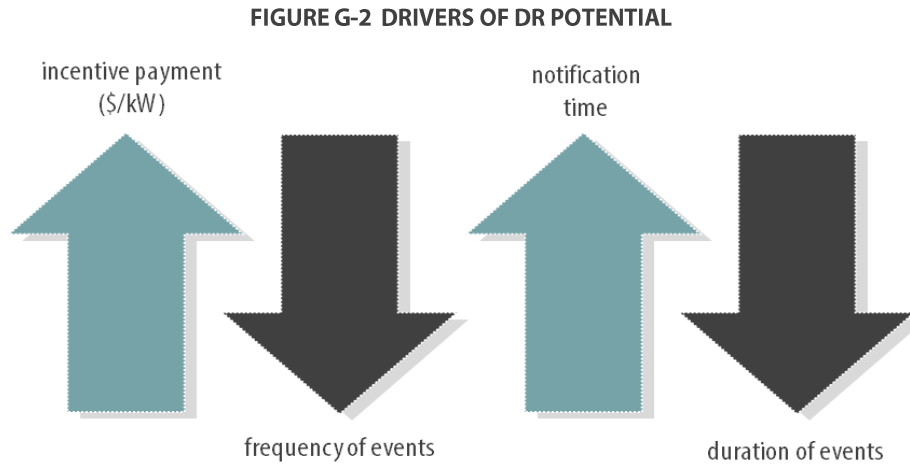 FIGURE G-2 DRIVERS OF DR POTENTIAL
incentive payment
($/kW)
notification
time
frequency of events
duration of events